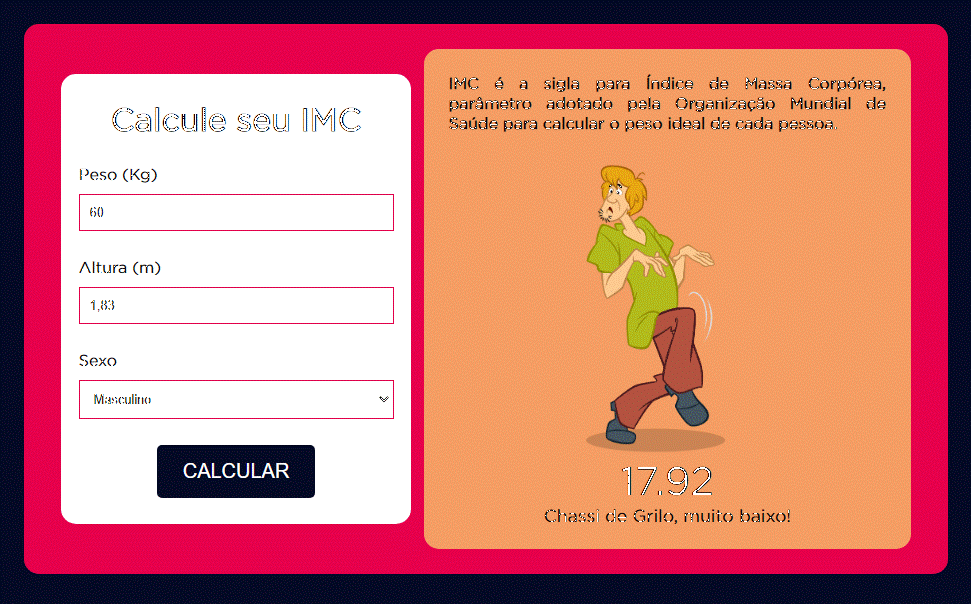 Calcule seu IMC
Peso (Kg)
60
Altura (m)
1,83
Sexo
Masculino
CALCULAR
IMC é a sigla para Índice de Massa Corpórea,
parâmetro adotado pela Organização Mundial de
Saúde para calcular o peso ideal de cada pessoa.
17.92
Chassi de Grilo, muito baixo!